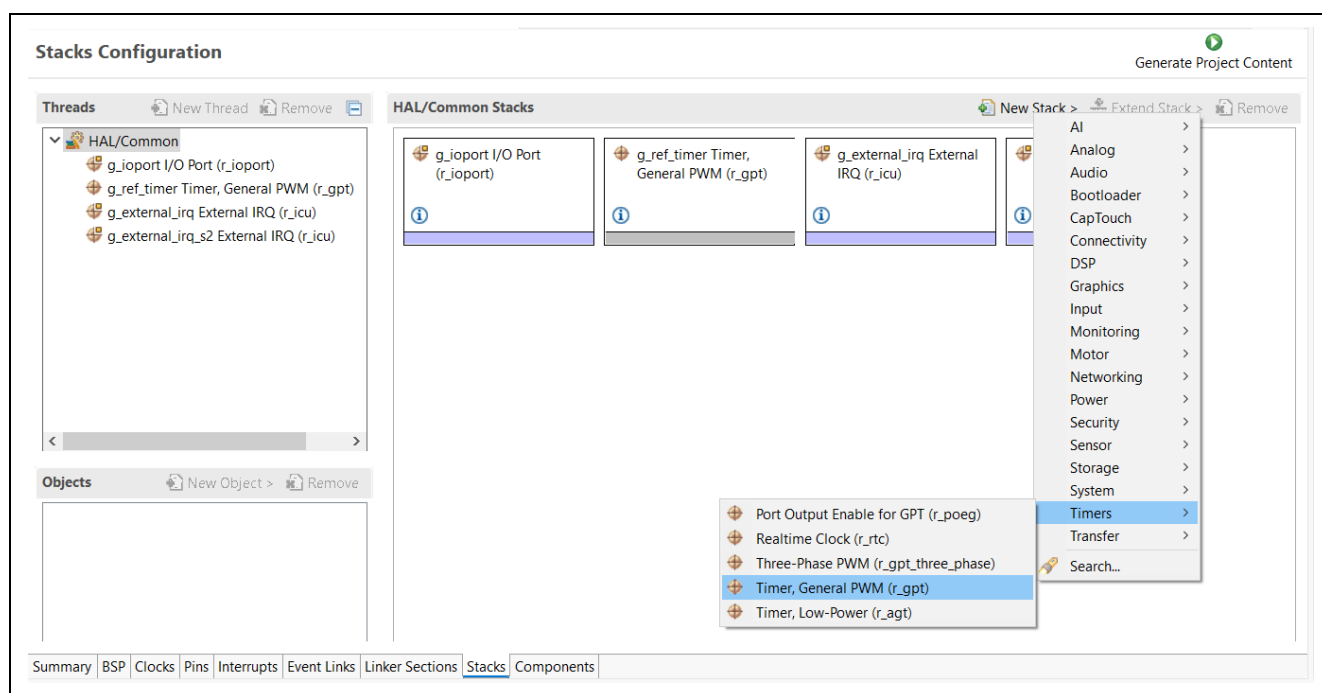 Stacks Configuration
Generate Project Content
Threads
New Thread
Remove
HAL/Common Stacks
New Stack >
Extend Stack >
Remove
HAL/Common
g_ioport I/O Port (r_ioport)
g_ref_timer Timer, General PWM (r_gpt)
g_external_irq External IRQ (r_icu)
g_external_irq_s2 External IRQ (r_icu)
g_ioport I/O Port
(r_ioport)
g_ref_timer Timer,
General PWM (r_gpt)
g_external_irq External
IRQ (r_icu)
AI
Analog
Audio
Bootloader
CapTouch
Connectivity
DSP
Graphics
Input
Monitoring
Motor
Networking
Power
Security
Sensor
Storage
System
Timers
Transfer
Search...
Objects
New Object >
Remove
Port Output Enable for GPT (r_poeg)
Realtime Clock (r_rtc)
Three-Phase PWM (r_gpt_three_phase)
Timer, General PWM (r_gpt)
Timer, Low-Power (r_agt)
Summary BSP Clocks Pins Interrupts Event Links Linker Sections Stacks Components